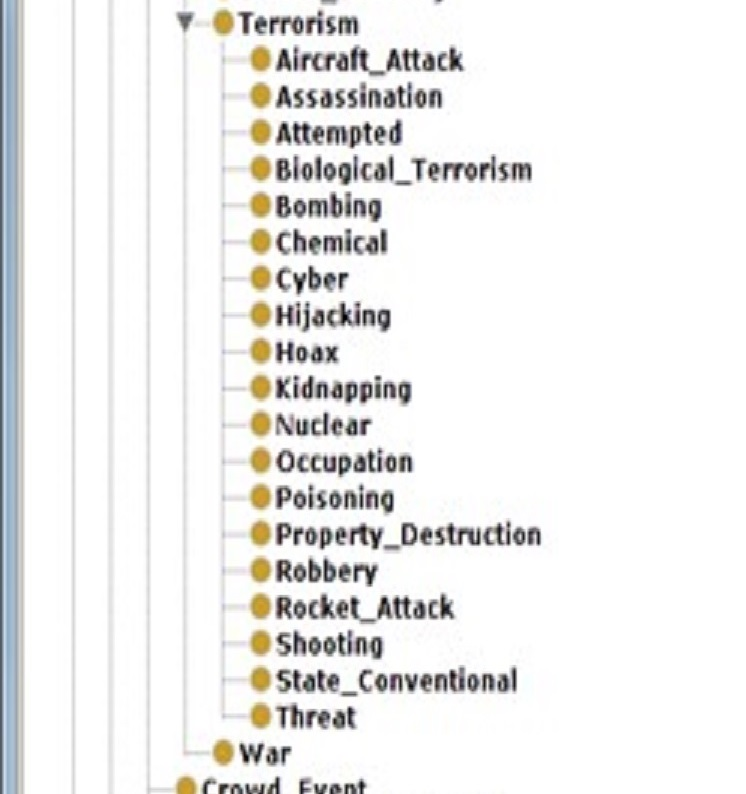 Terrorism
Aircraft_Attack
Assassination
Attempted
Biological_Terrorism
Bombing
Chemical
Cyber
Hijacking
Hoax
Kidnapping
Nuclear
Occupation
Poisoning
Property_Destruction
Robbery
Rocket_Attack
Shooting
State_Conventional
Threat
War
Crowd_Event